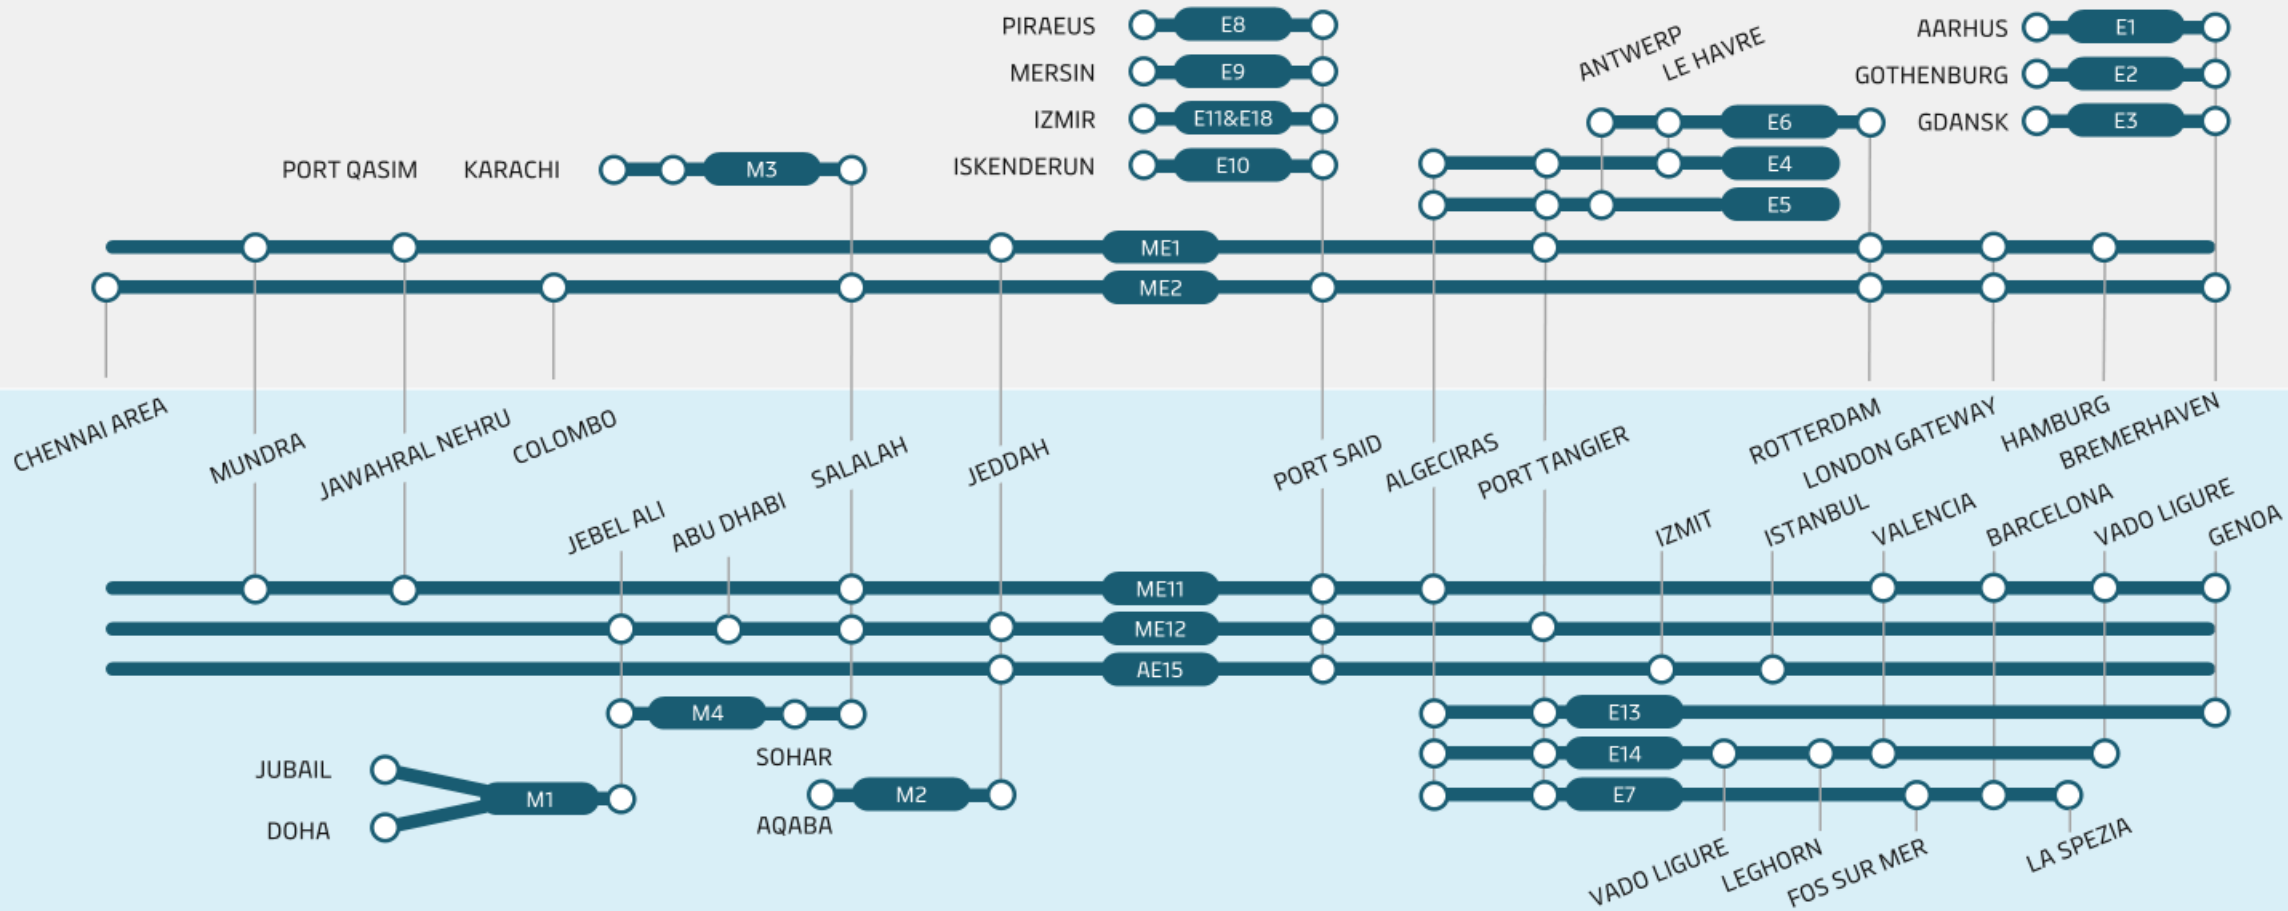 PIRAEUS E8
AARHUS E1
MERSIN E9
ANTWERP
LE HAVRE
GOTHENBURG E2
IZMIR E11&E18
E6
GDANSK E3
PORT QASIM KARACHI M3
ISKENDERUN E10
E4
E5
ME1
ME2
CHENNAI AREA
MUNDRA
JAWAHRAL NEHRU
COLOMBO
SALALAH
JEDDAH
PORT SAID
ALGECIRAS
PORT TANGIER
ROTTERDAM
LONDON GATEWAY
HAMBURG
BREMERHAVEN
JEBEL ALI
ABU DHABI
IZMIT
ISTANBUL
VALENCIA
BARCELONA
VADO LIGURE
GENOA
ME11
ME12
AE15
M4
E13
SOHAR
E14
JUBAIL
M1
M2
E7
DOHA
AQABA
VADO LIGURE
LEGHORN
FOS SUR MER
LA SPEZIA